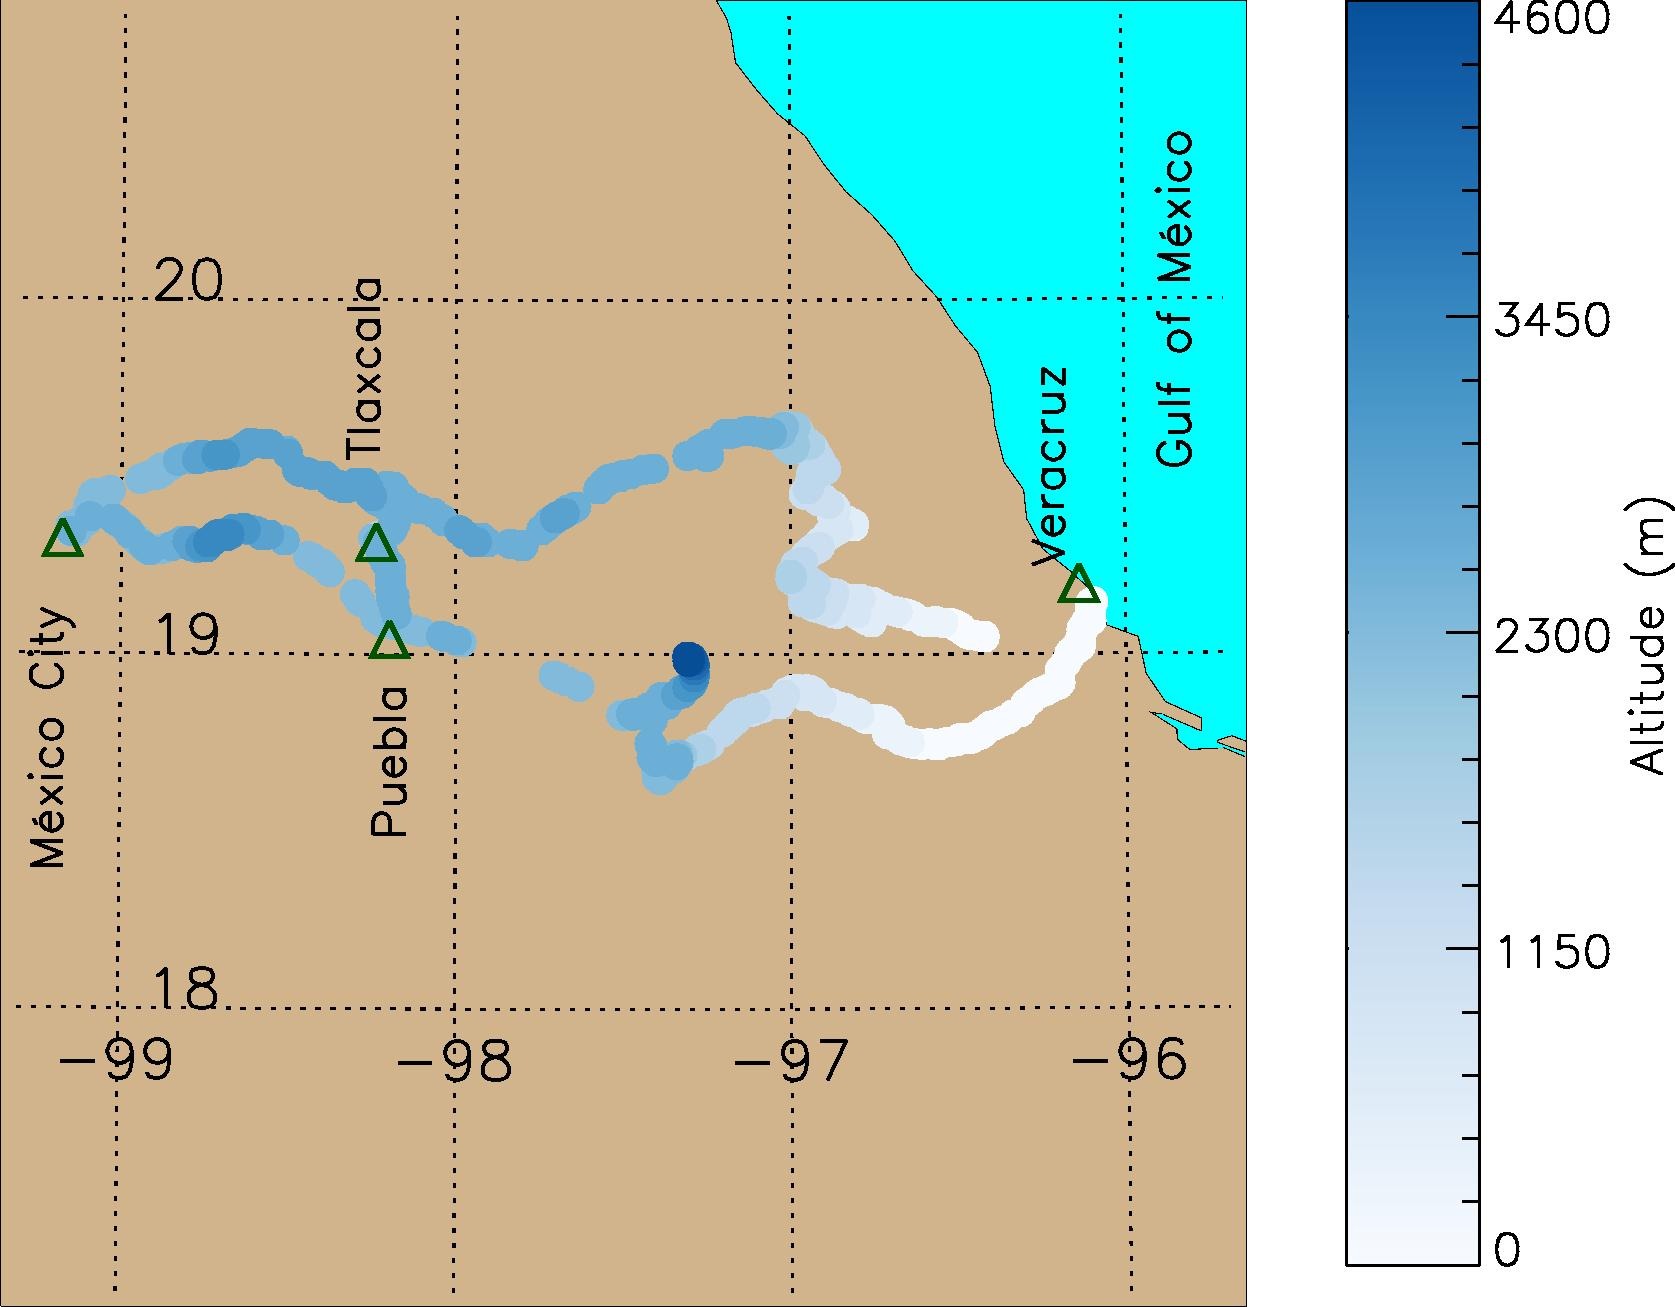 4600
3450
2300
1150
0
Altitude (m)
20
19
18
−99
−98
−97
−96
Tlaxcala
Veracruz
Gulf of México
México City
Puebla